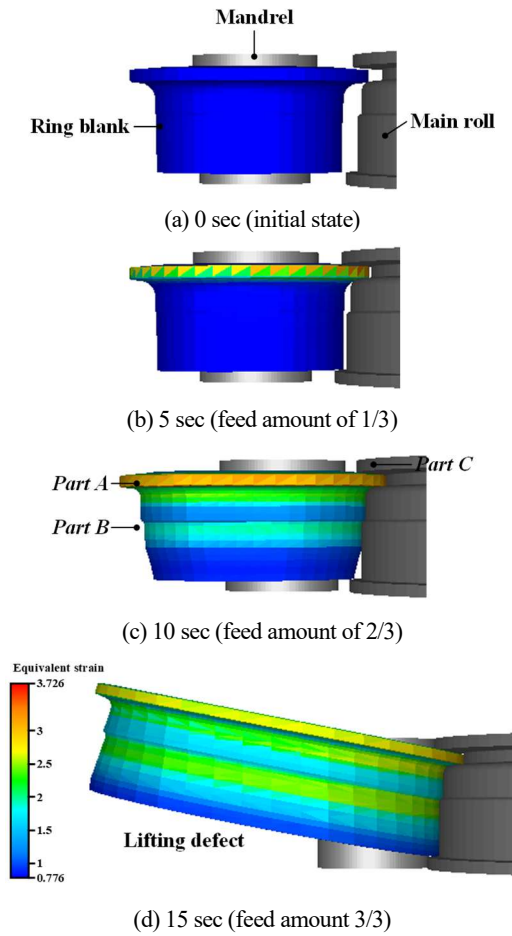 Mandrel
Ring blank
Main roll
(a) 0 sec (initial state)
(b) 5 sec (feed amount of 1/3)
Part A
Part C
Part B
(c) 10 sec (feed amount of 2/3)
Equivalent strain
3.726
3
2.5
2
1.5
1
0.776
Lifting defect
(d) 15 sec (feed amount 3/3)